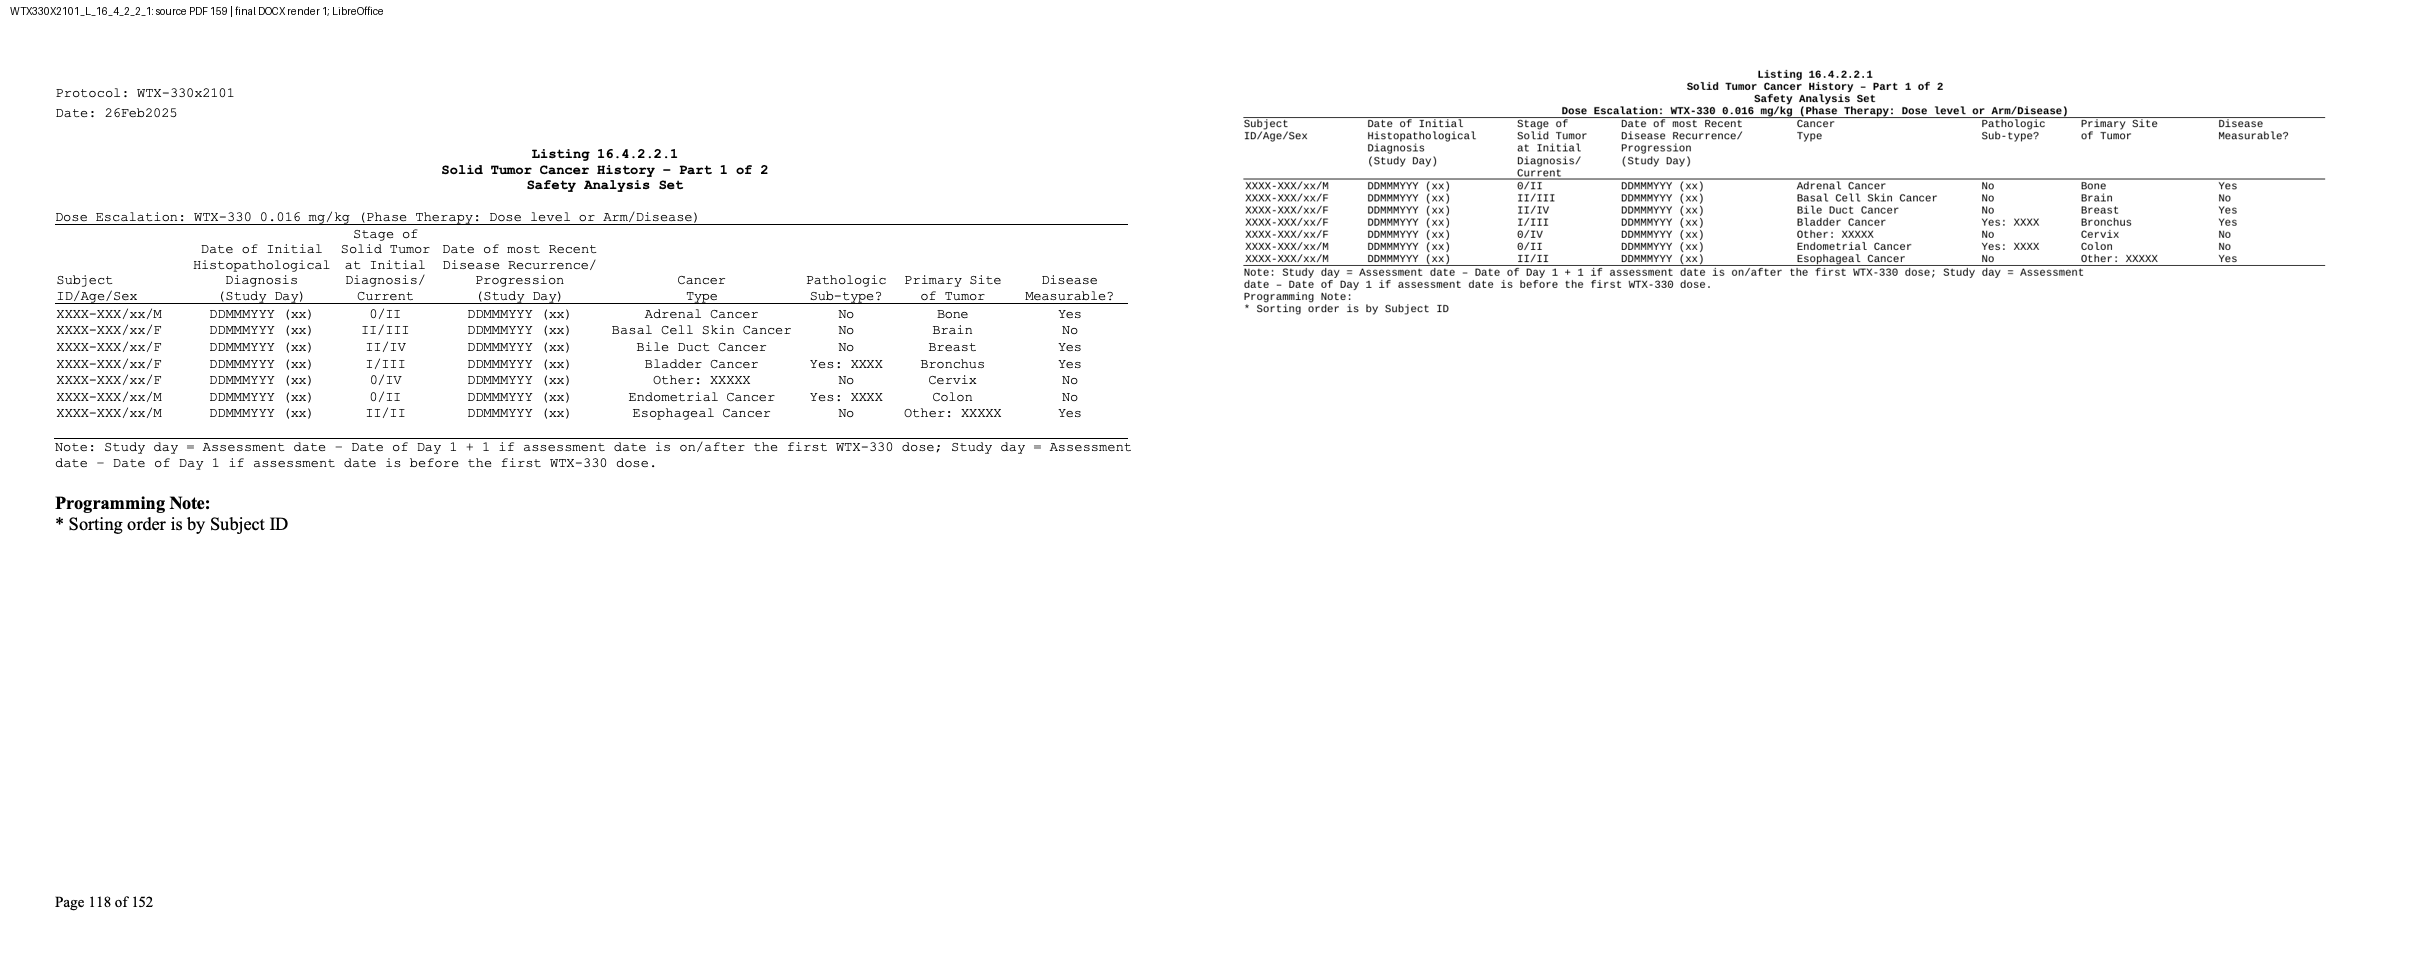 WTX330X2101_L_16_4_2_2_1: source PDF 159 | final DOCX render 1; LibreOffice
Protocol: WTX-330x2101
Date: 26Feb2025
Listing 16.4.2.2.1
Solid Tumor Cancer History – Part 1 of 2
Safety Analysis Set
Dose Escalation: WTX-330 0.016 mg/kg (Phase Therapy: Dose level or Arm/Disease)
Stage of
Date of Initial Solid Tumor Date of most Recent
Histopathological at Initial Disease Recurrence/
Subject Diagnosis Diagnosis/ Progression Cancer Pathologic Primary Site Disease
ID/Age/Sex (Study Day) Current (Study Day) Type Sub-type? of Tumor Measurable?
XXXX-XXX/xx/M DDMMMYYY (xx) 0/II DDMMMYYY (xx) Adrenal Cancer No Bone Yes
XXXX-XXX/xx/F DDMMMYYY (xx) II/III DDMMMYYY (xx) Basal Cell Skin Cancer No Brain No
XXXX-XXX/xx/F DDMMMYYY (xx) II/IV DDMMMYYY (xx) Bile Duct Cancer No Breast Yes
XXXX-XXX/xx/F DDMMMYYY (xx) I/III DDMMMYYY (xx) Bladder Cancer Yes: XXXX Bronchus Yes
XXXX-XXX/xx/F DDMMMYYY (xx) 0/IV DDMMMYYY (xx) Other: XXXXX No Cervix No
XXXX-XXX/xx/M DDMMMYYY (xx) 0/II DDMMMYYY (xx) Endometrial Cancer Yes: XXXX Colon No
XXXX-XXX/xx/M DDMMMYYY (xx) II/II DDMMMYYY (xx) Esophageal Cancer No Other: XXXXX Yes
Note: Study day = Assessment date – Date of Day 1 + 1 if assessment date is on/after the first WTX-330 dose; Study day = Assessment
date – Date of Day 1 if assessment date is before the first WTX-330 dose.
Programming Note:
* Sorting order is by Subject ID
Page 118 of 152
Listing 16.4.2.2.1
Solid Tumor Cancer History – Part 1 of 2
Safety Analysis Set
Dose Escalation: WTX-330 0.016 mg/kg (Phase Therapy: Dose level or Arm/Disease)
Subject Date of Initial Stage of Date of most Recent Cancer Pathologic Primary Site Disease
ID/Age/Sex Histopathological Solid Tumor Disease Recurrence/ Type Sub-type? of Tumor Measurable?
Diagnosis at Initial Progression
(Study Day) Diagnosis/ (Study Day)
Current
XXXX-XXX/xx/M DDMMMYYY (xx) 0/II DDMMMYYY (xx) Adrenal Cancer No Bone Yes
XXXX-XXX/xx/F DDMMMYYY (xx) II/III DDMMMYYY (xx) Basal Cell Skin Cancer No Brain No
XXXX-XXX/xx/F DDMMMYYY (xx) II/IV DDMMMYYY (xx) Bile Duct Cancer No Breast Yes
XXXX-XXX/xx/F DDMMMYYY (xx) I/III DDMMMYYY (xx) Bladder Cancer Yes: XXXX Bronchus Yes
XXXX-XXX/xx/F DDMMMYYY (xx) 0/IV DDMMMYYY (xx) Other: XXXXX No Cervix No
XXXX-XXX/xx/M DDMMMYYY (xx) 0/II DDMMMYYY (xx) Endometrial Cancer Yes: XXXX Colon No
XXXX-XXX/xx/M DDMMMYYY (xx) II/II DDMMMYYY (xx) Esophageal Cancer No Other: XXXXX Yes
Note: Study day = Assessment date – Date of Day 1 + 1 if assessment date is on/after the first WTX-330 dose; Study day = Assessment
date – Date of Day 1 if assessment date is before the first WTX-330 dose.
Programming Note:
* Sorting order is by Subject ID